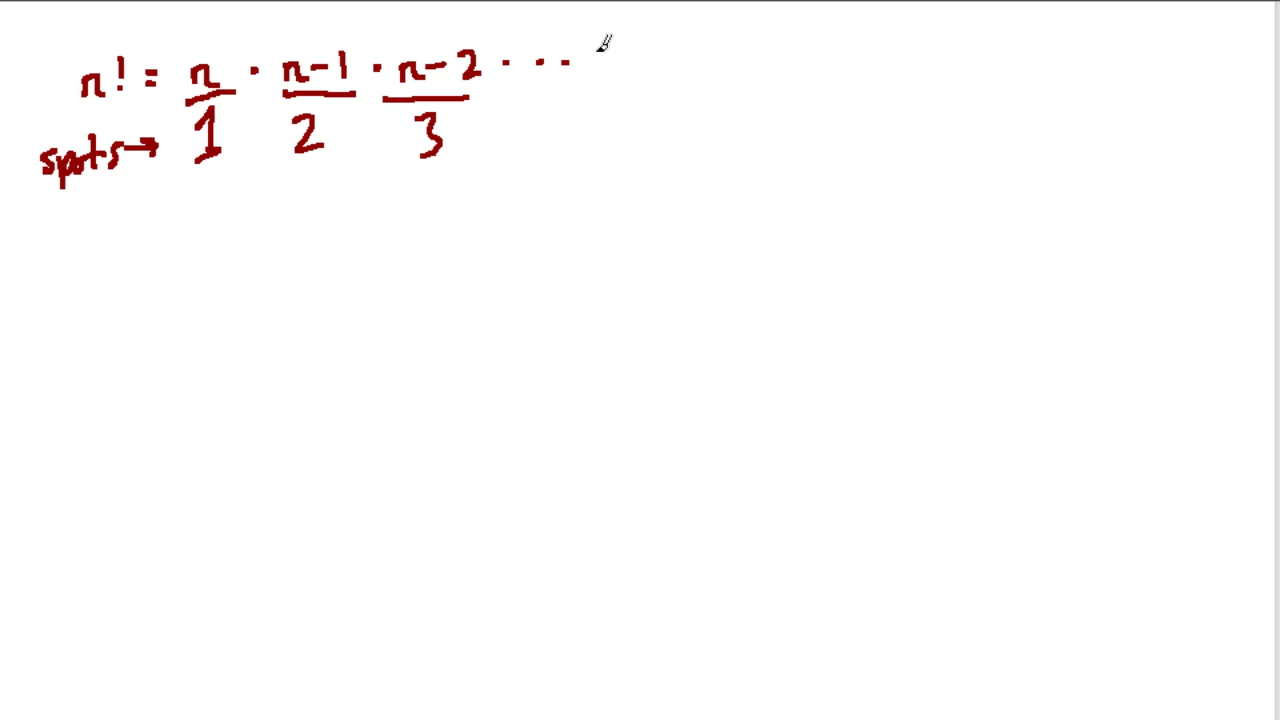 n! = n · n-1 · n-2 · · ·
spots→ 1 2 3